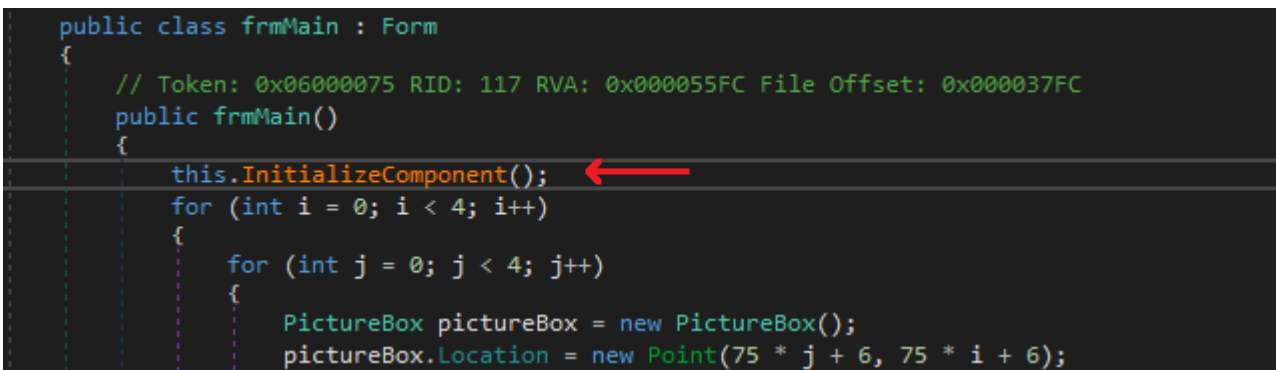 public class frmMain : Form
{
// Token: 0x06000075 RID: 117 RVA: 0x000055FC File Offset: 0x000037FC
public frmMain()
{
this.InitializeComponent();
for (int i = 0; i < 4; i++)
{
for (int j = 0; j < 4; j++)
{
PictureBox pictureBox = new PictureBox();
pictureBox.Location = new Point(75 * j + 6, 75 * i + 6);